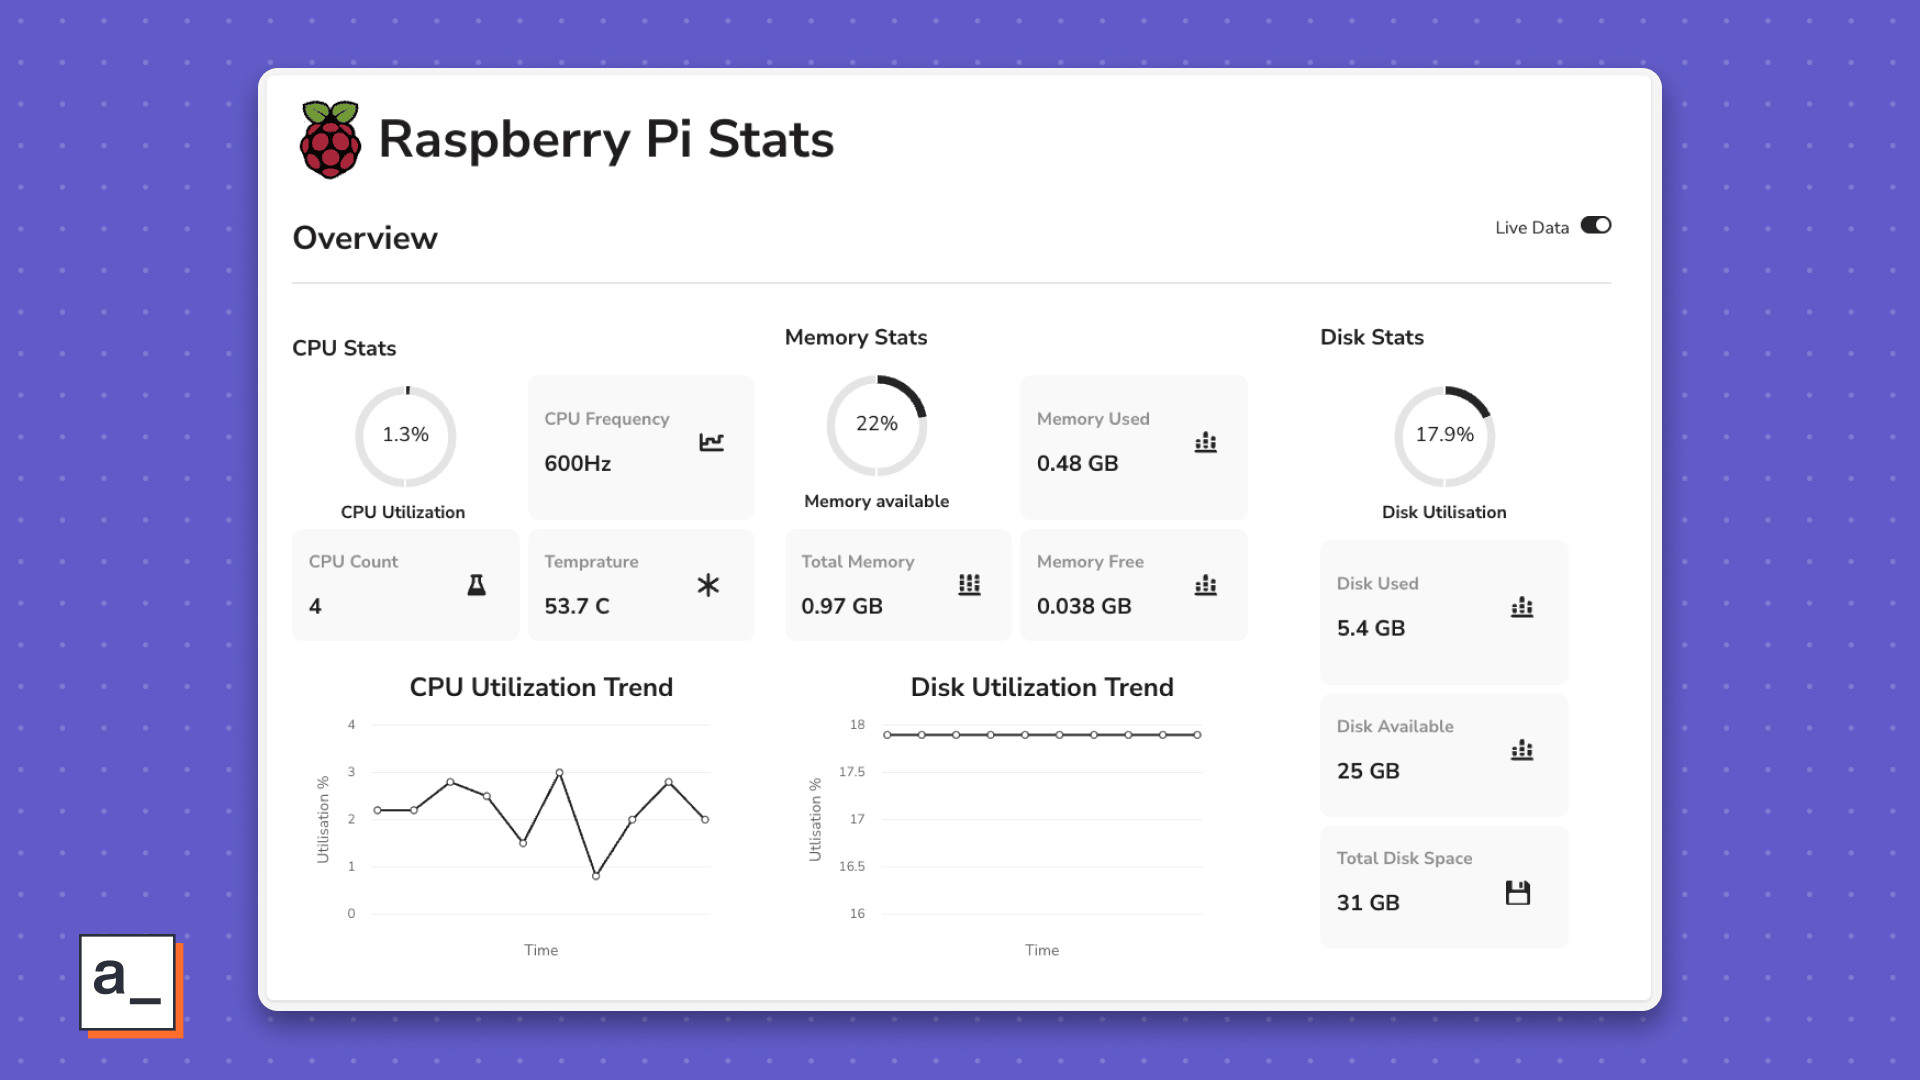 Raspberry Pi Stats
Overview
Live Data
CPU Stats
1.3%
CPU Utilization
CPU Frequency
600Hz
CPU Count
4
Temprature
53.7 C
Memory Stats
22%
Memory available
Memory Used
0.48 GB
Total Memory
0.97 GB
Memory Free
0.038 GB
Disk Stats
17.9%
Disk Utilisation
Disk Used
5.4 GB
Disk Available
25 GB
Total Disk Space
31 GB
CPU Utilization Trend
4
3
2
1
0
Utilisation %
Time
Disk Utilization Trend
18
17.5
17
16.5
16
Utlisation %
Time
a_